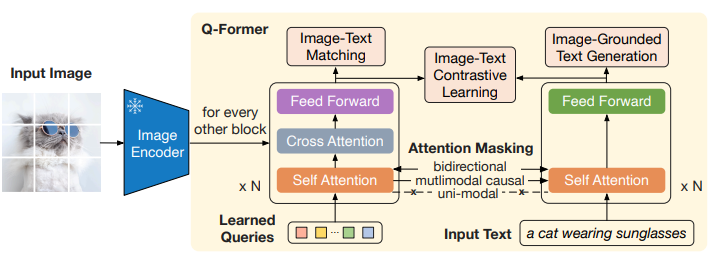 Q-Former
Input Image
Image
Encoder
for every
other block
Image-Text
Matching
Image-Text
Contrastive
Learning
Image-Grounded
Text Generation
Feed Forward
Cross Attention
Self Attention
x N
Learned
Queries
...
Attention Masking
bidirectional
mutlimodal causal
x uni-modal x
Feed Forward
Self Attention
x N
Input Text
a cat wearing sunglasses